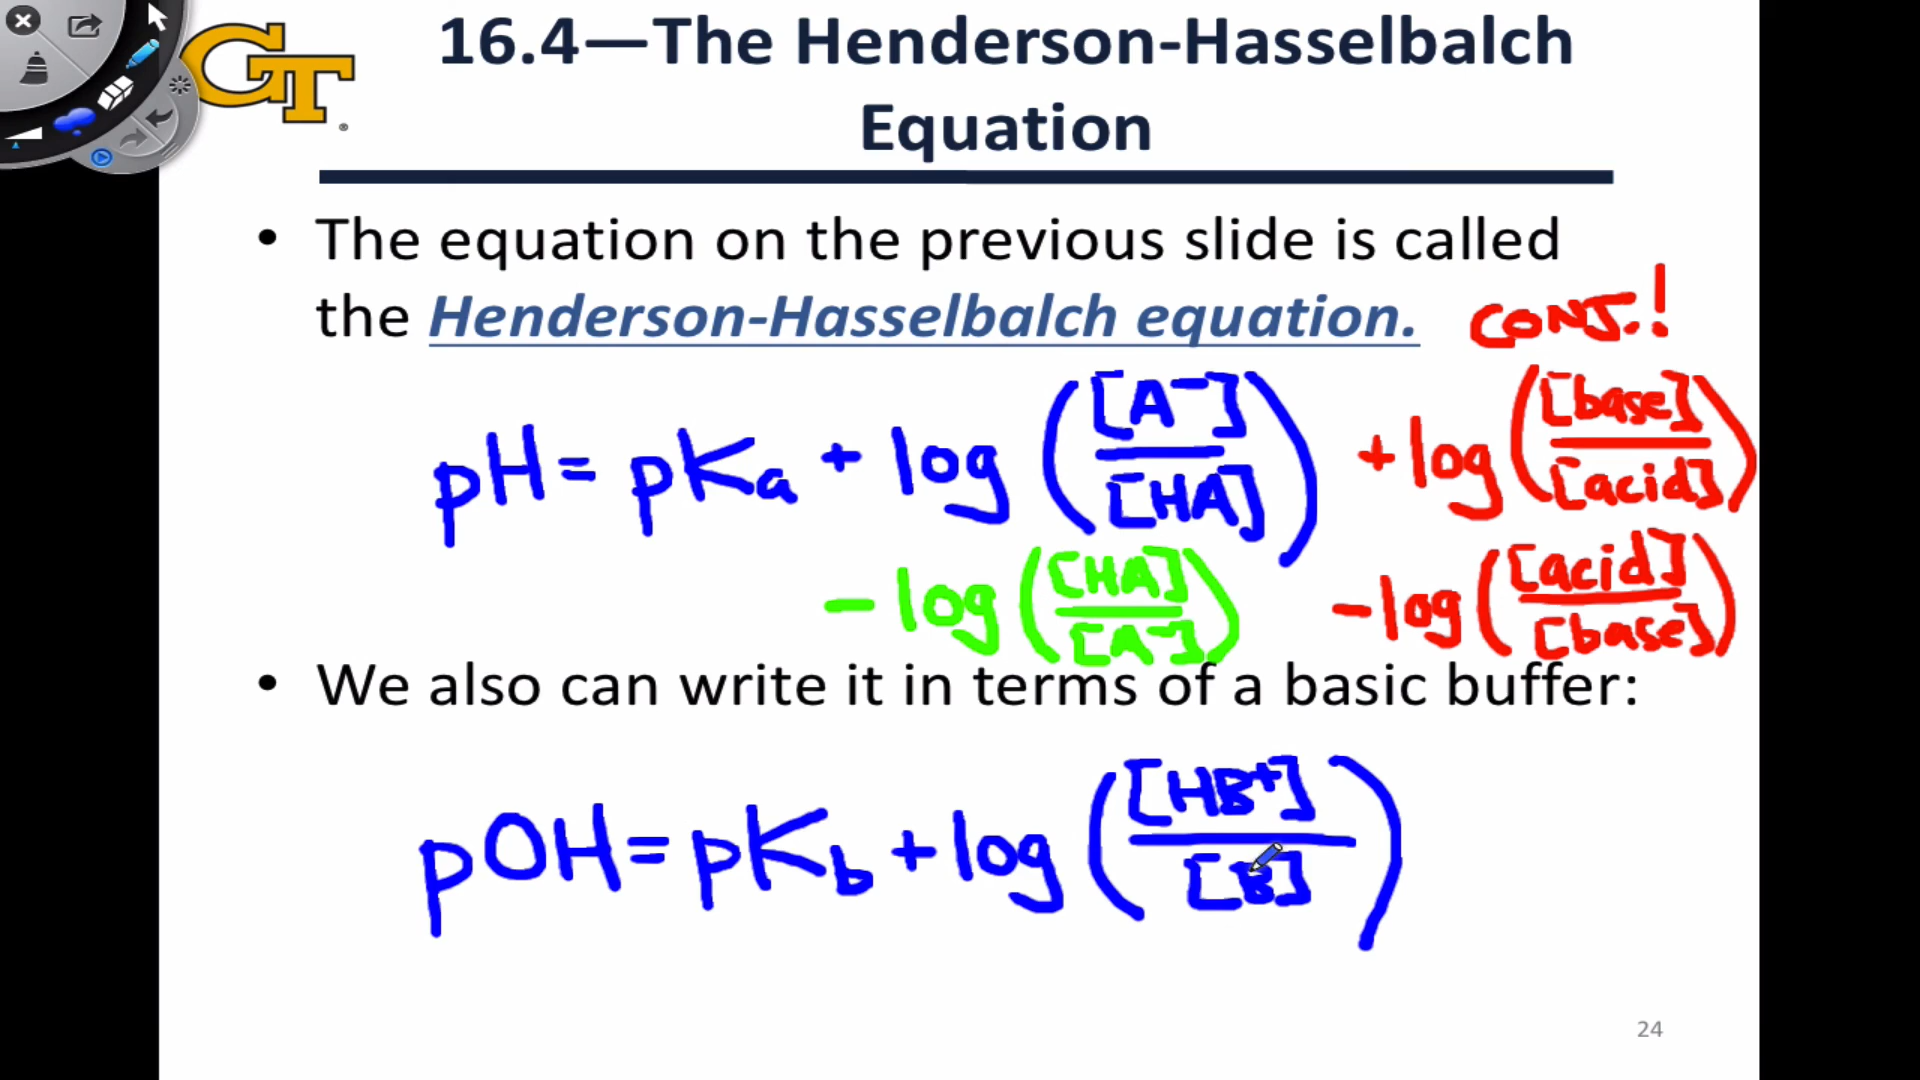 GT
®
16.4—The Henderson-Hasselbalch
Equation
• The equation on the previous slide is called
the Henderson-Hasselbalch equation.
CONJ.!
pH = pKa + log ([A⁻]/[HA])
+ log ([base]/[acid])
- log ([HA]/[A⁻])
- log ([acid]/[base])
• We also can write it in terms of a basic buffer:
pOH = pKb + log ([HB⁺]/[B])
24